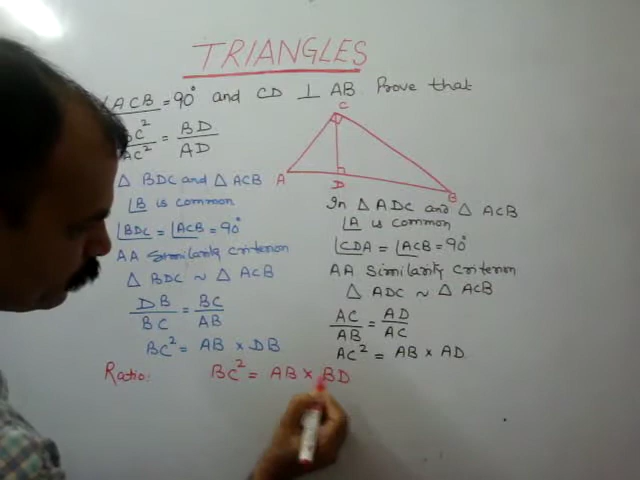 TRIANGLES
∠ACB = 90° and CD ⊥ AB Prove that
BC² / AC² = BD / AD
C
A
D
B
△ BDC and △ ACB
∠B is common
∠BDC = ∠ACB = 90°
AA Similarity criterion
△ BDC ~ △ ACB
DB / BC = BC / AB
BC² = AB × DB
In △ ADC and △ ACB
∠A is common
∠CDA = ∠ACB = 90°
AA Similarity criterion
△ ADC ~ △ ACB
AC / AB = AD / AC
AC² = AB × AD
Ratio: BC² = AB × BD